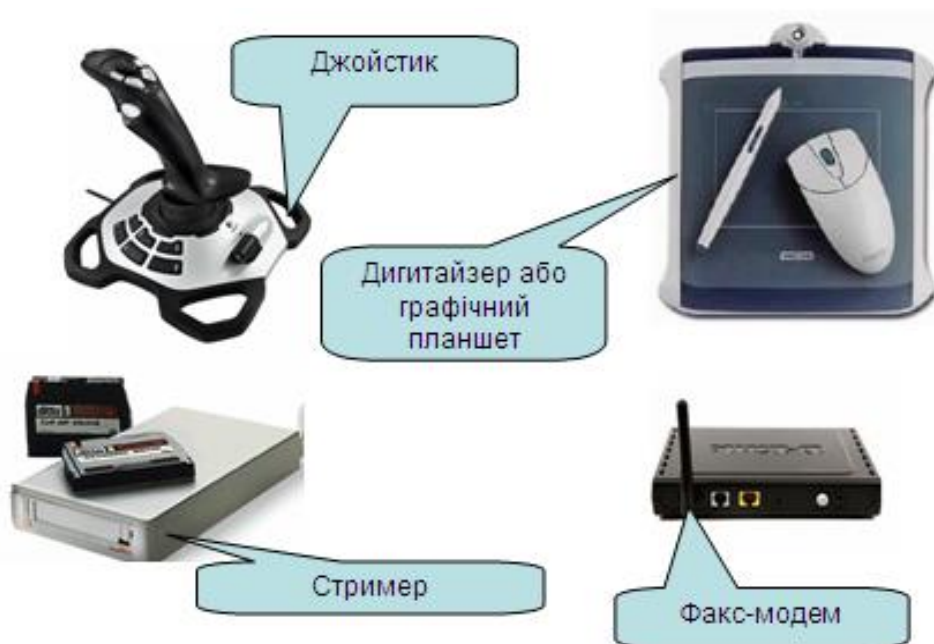 Джойстик
Дигитайзер або
графічний
планшет
Стример
Факс-модем